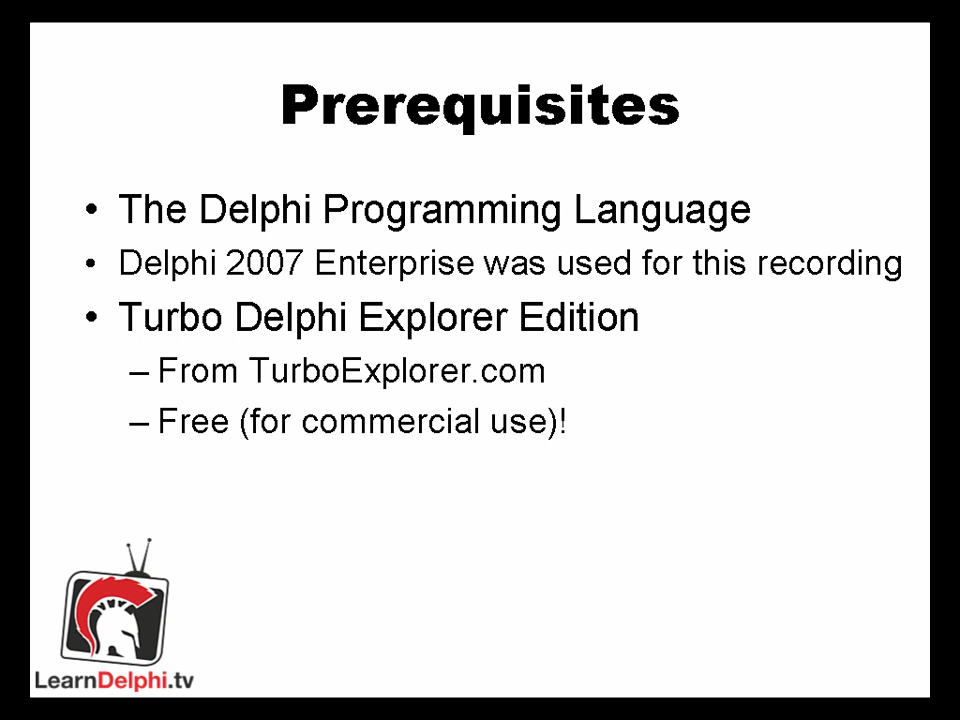 Prerequisites
• The Delphi Programming Language
• Delphi 2007 Enterprise was used for this recording
• Turbo Delphi Explorer Edition
– From TurboExplorer.com
– Free (for commercial use)!
LearnDelphi.tv